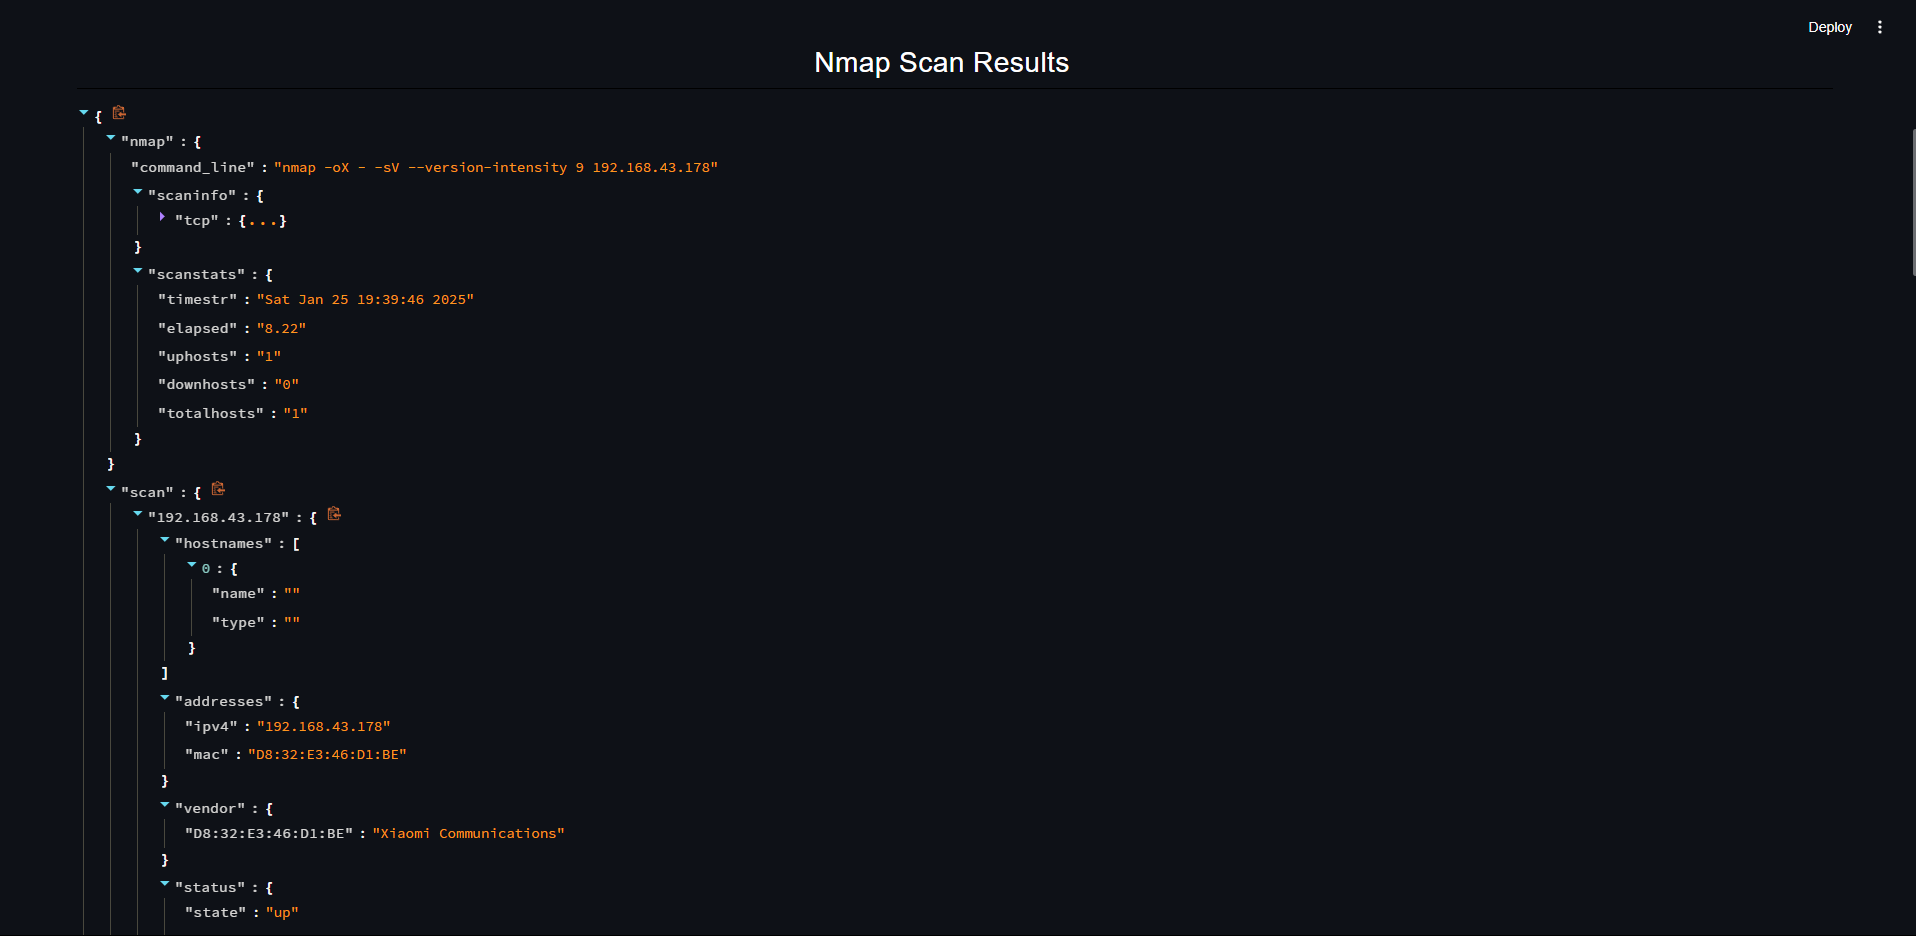 Deploy
Nmap Scan Results
{
"nmap" : {
"command_line" : "nmap -oX - -sV --version-intensity 9 192.168.43.178"
"scaninfo" : {
"tcp" : {...}
}
"scanstats" : {
"timestr" : "Sat Jan 25 19:39:46 2025"
"elapsed" : "8.22"
"uphosts" : "1"
"downhosts" : "0"
"totalhosts" : "1"
}
}
"scan" : {
"192.168.43.178" : {
"hostnames" : [
0 : {
"name" : ""
"type" : ""
}
]
"addresses" : {
"ipv4" : "192.168.43.178"
"mac" : "D8:32:E3:46:D1:BE"
}
"vendor" : {
"D8:32:E3:46:D1:BE" : "Xiaomi Communications"
}
"status" : {
"state" : "up"